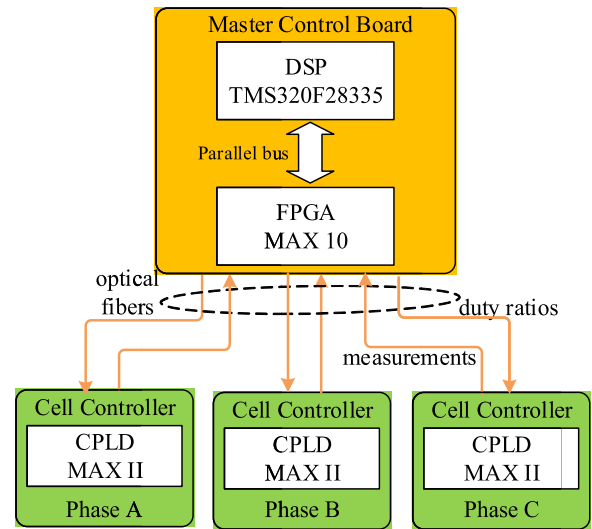 Master Control Board
DSP
TMS320F28335
Parallel bus
FPGA
MAX 10
optical
fibers
duty ratios
measurements
Cell Controller
CPLD
MAX II
Phase A
Cell Controller
CPLD
MAX II
Phase B
Cell Controller
CPLD
MAX II
Phase C